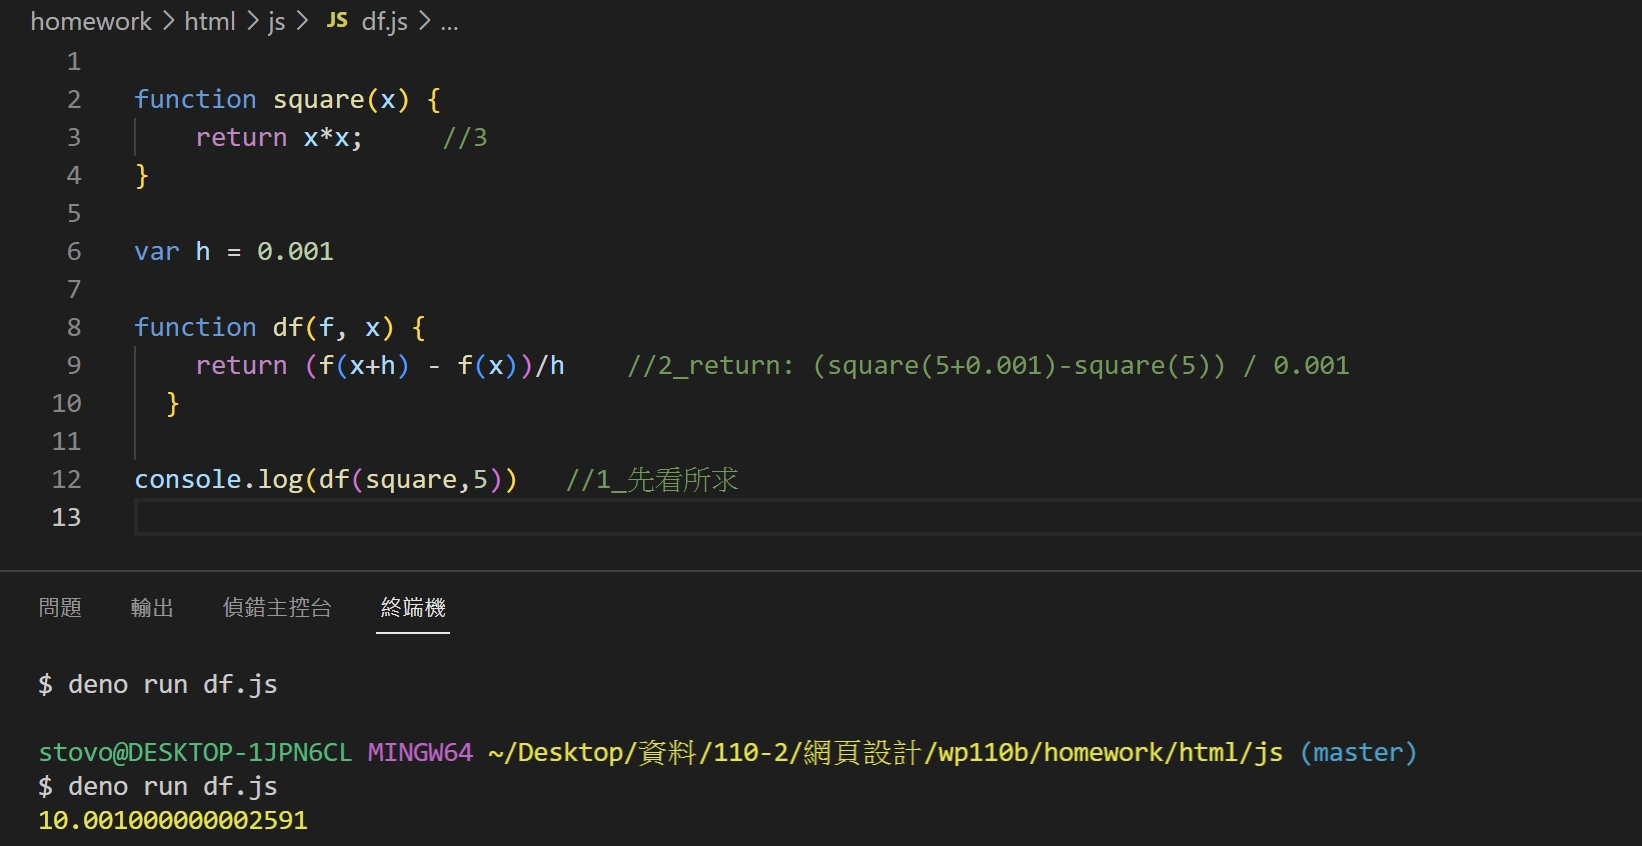 homework > html > js > JS df.js > ...
1
2 function square(x) {
3     return x*x;     //3
4 }
5
6 var h = 0.001
7
8 function df(f, x) {
9     return (f(x+h) - f(x))/h    //2_return: (square(5+0.001)-square(5)) / 0.001
10   }
11
12 console.log(df(square,5))   //1_先看所求
13
問題 輸出 偵錯主控台 終端機
$ deno run df.js
stovo@DESKTOP-1JPN6CL MINGW64 ~/Desktop/資料/110-2/網頁設計/wp110b/homework/html/js (master)
$ deno run df.js
10.001000000002591